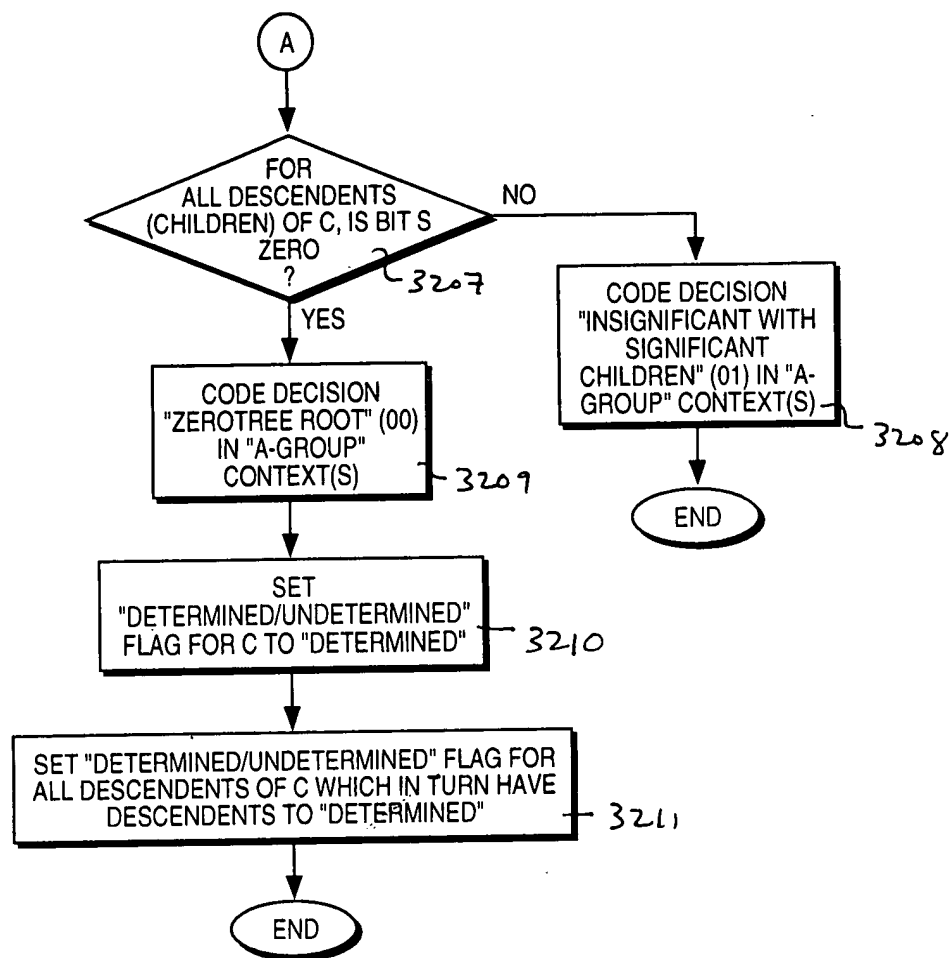 A
FOR
ALL DESCENDENTS
(CHILDREN) OF C, IS BIT S
ZERO
?
3207
NO
YES
CODE DECISION
"INSIGNIFICANT WITH
SIGNIFICANT
CHILDREN" (01) IN "A-
GROUP" CONTEXT(S)
3208
END
CODE DECISION
"ZEROTREE ROOT" (00)
IN "A-GROUP"
CONTEXT(S)
3209
SET
"DETERMINED/UNDETERMINED"
FLAG FOR C TO "DETERMINED"
3210
SET "DETERMINED/UNDETERMINED" FLAG FOR
ALL DESCENDENTS OF C WHICH IN TURN HAVE
DESCENDENTS TO "DETERMINED"
3211
END